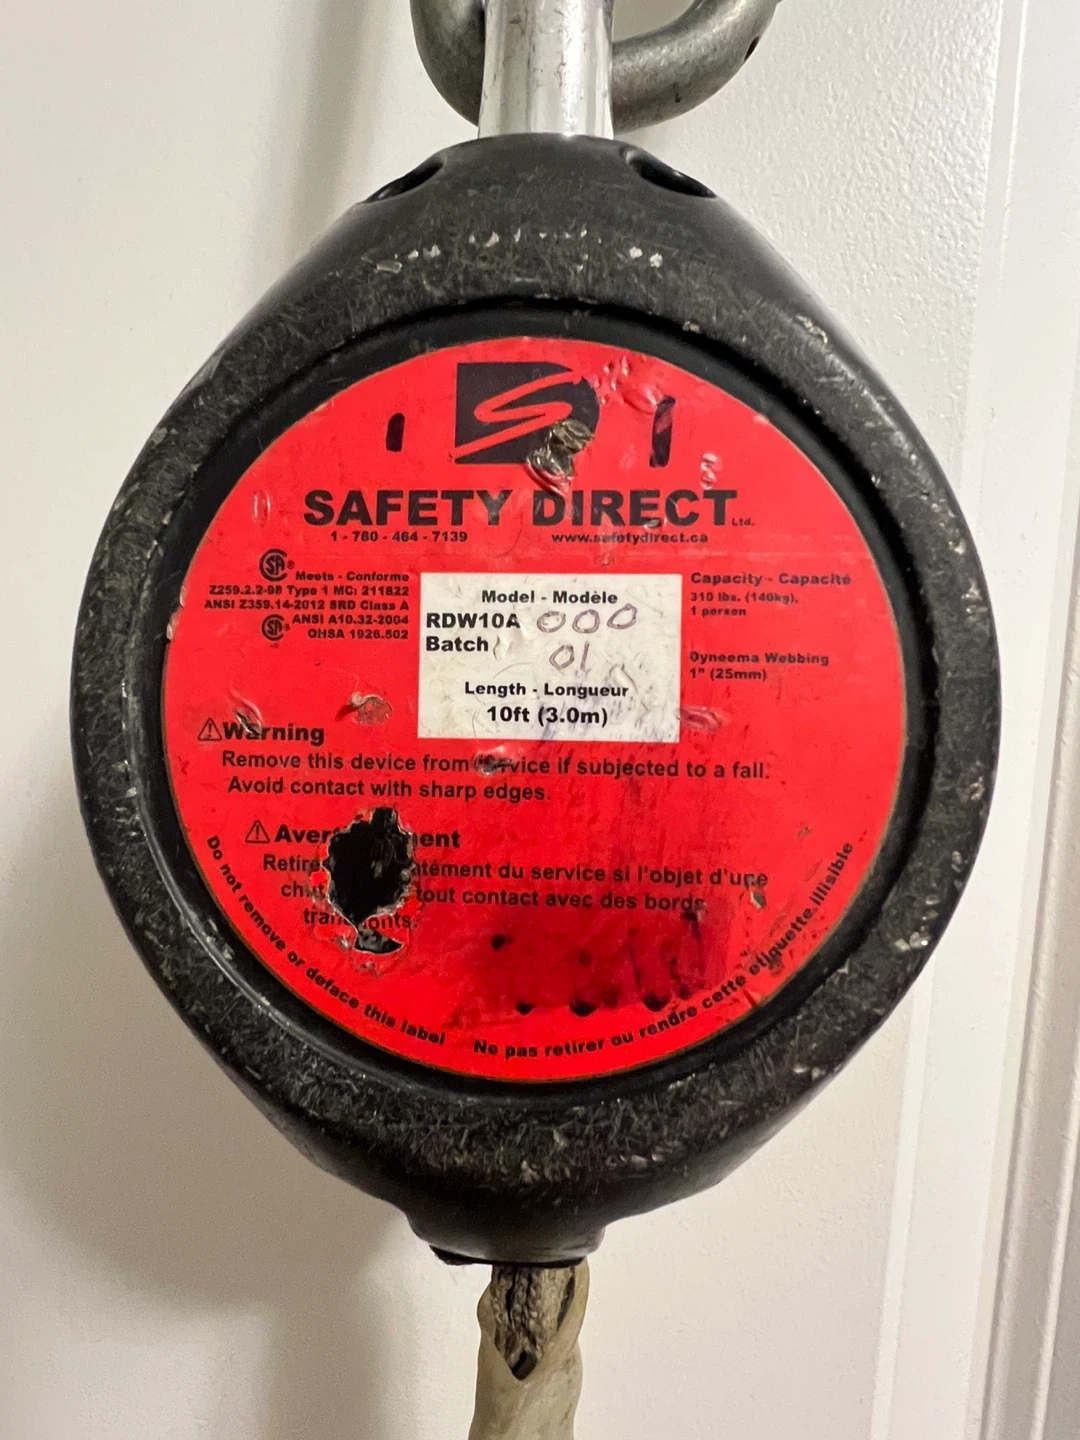 SAFETY DIRECT Ltd.
1 - 780 - 464 - 7139
www.safetydirect.ca
Meets - Conforme
Z259.2.2-98 Type 1 MC: 211822
ANSI Z359.14-2012 SRD Class A
ANSI A10.32-2004
OHSA 1926.502
Model - Modèle
RDW10A 000
Batch 01
Length - Longueur
10ft (3.0m)
Capacity - Capacité
310 lbs. (140kg),
1 person
Dyneema Webbing
1" (25mm)
Warning
Remove this device from service if subjected to a fall.
Avoid contact with sharp edges.
du service si l'objet d'une
tout contact avec des bords
Do not remove or deface this label
Ne pas retirer ou rendre cette etiquette illisible